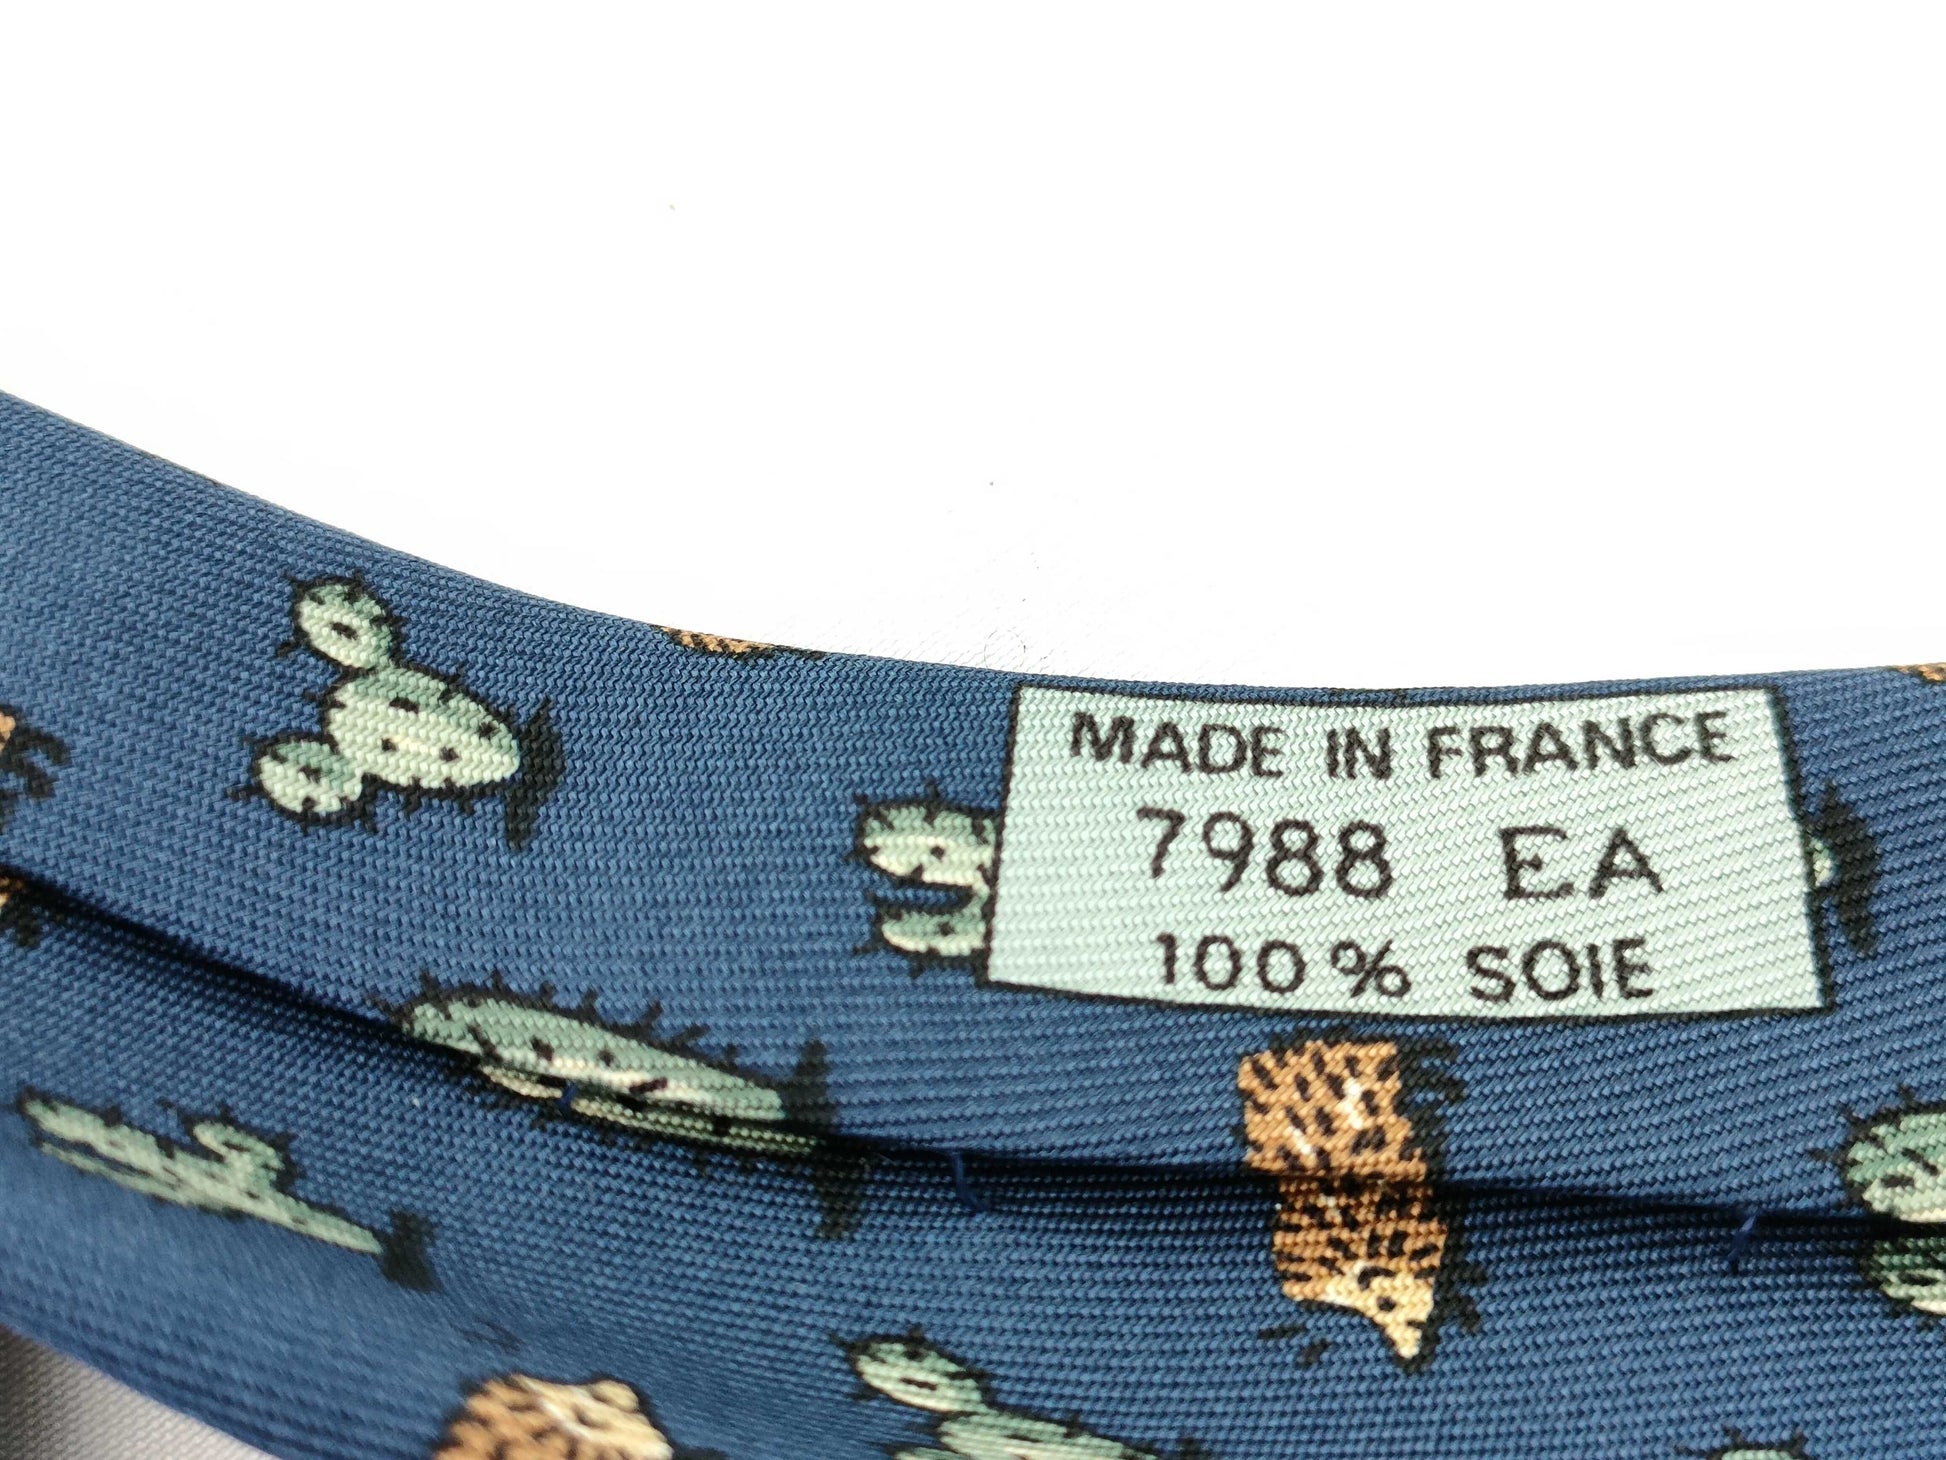 MADE IN FRANCE
7988 EA
100% SOIE